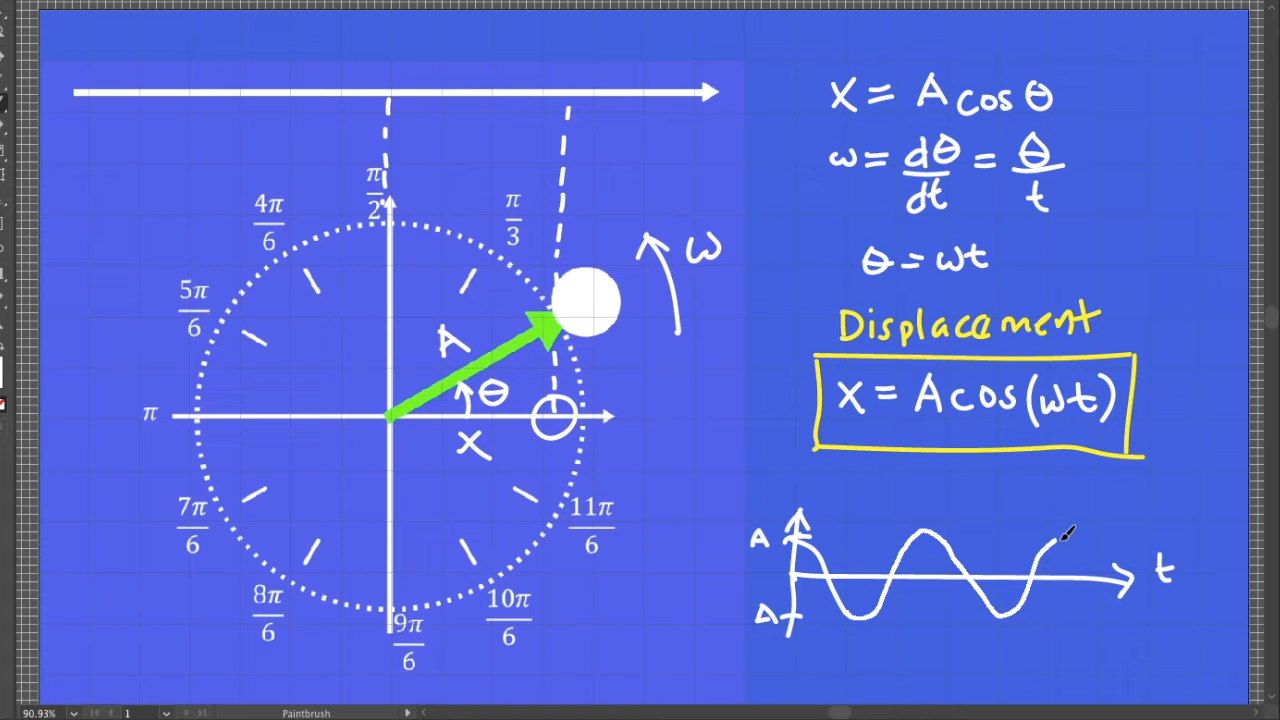 X = A cos θ
ω = dθ/dt = θ/t
θ = ωt
Displacement
X = A cos(ωt)
π/2
π/3
4π/6
5π/6
π
7π/6
8π/6
9π/6
10π/6
11π/6
ω
A
θ
X
A
A
t
90.93%
1
Paintbrush